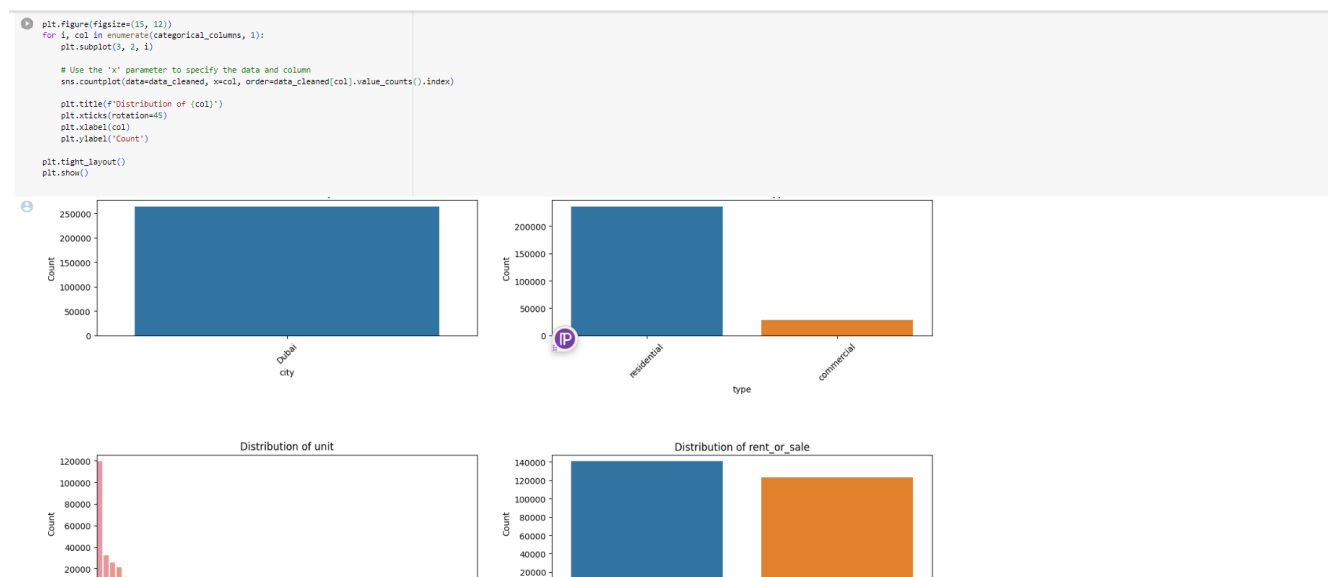 plt.figure(figsize=(15, 12))
for i, col in enumerate(categorical_columns, 1):
    plt.subplot(3, 2, i)
    # Use the 'x' parameter to specify the data and column
    sns.countplot(data=data_cleaned, x=col, order=data_cleaned[col].value_counts().index)
    plt.title(f'Distribution of {col}')
    plt.xticks(rotation=45)
    plt.xlabel(col)
    plt.ylabel('Count')
plt.tight_layout()
plt.show()
250000
200000
150000
100000
50000
0
Count
Dubai
city
200000
150000
100000
50000
0
Count
IP
residential
commercial
type
Distribution of unit
120000
100000
80000
60000
40000
20000
Count
Distribution of rent_or_sale
140000
120000
100000
80000
60000
40000
20000
Count